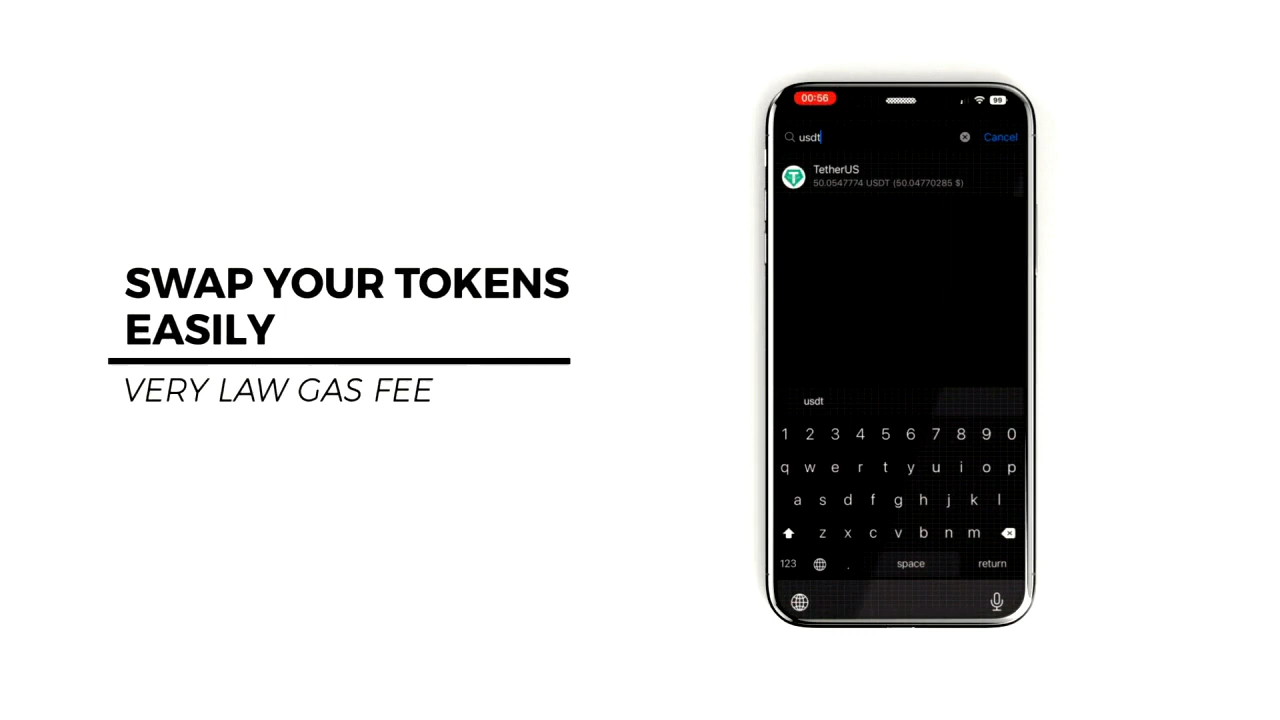 SWAP YOUR TOKENS
EASILY
VERY LAW GAS FEE
00:56
99
usdt
Cancel
TetherUS
50.0547774 USDT (50.04770285 $)
usdt
1 2 3 4 5 6 7 8 9 0
q w e r t y u i o p
a s d f g h j k l
z x c v b n m
123 . space return